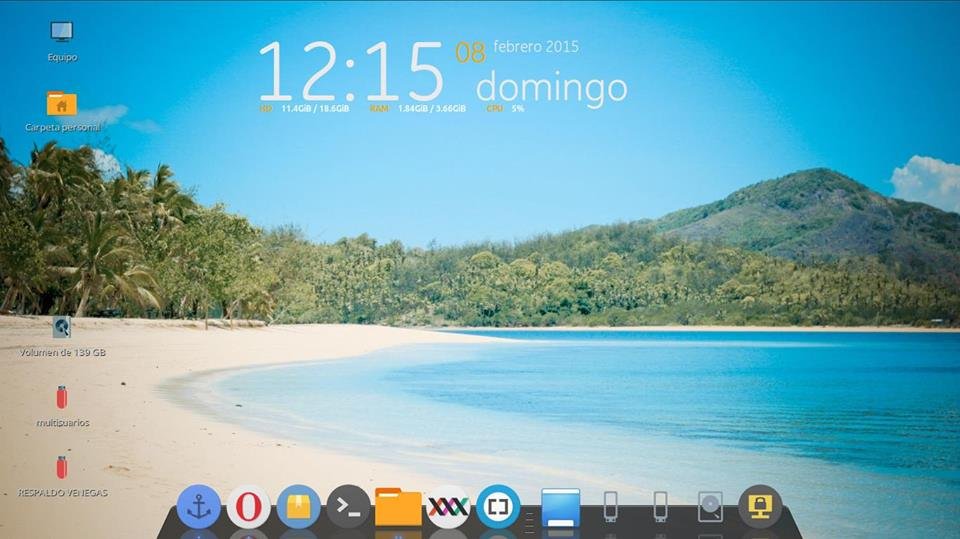 Equipo
Carpeta personal
12:15 08 febrero 2015
domingo
HD 11.4GiB / 18.6GiB RAM 1.84GiB / 3.66GiB CPU 5%
Volumen de 139 GB
multisuarios
RESPALDO VENEGAS